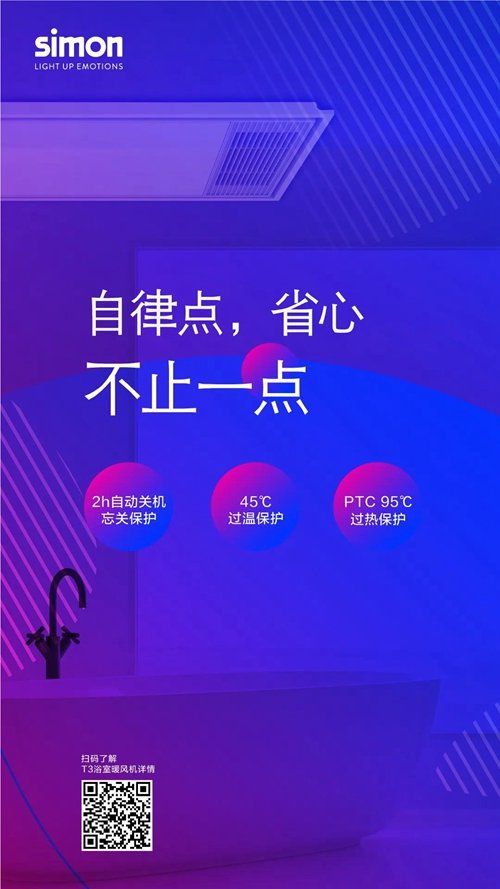 simon
LIGHT UP EMOTIONS
自律点，省心
不止一点
2h自动关机
忘关保护
45℃
过温保护
PTC 95℃
过热保护
扫码了解
T3浴室暖风机详情